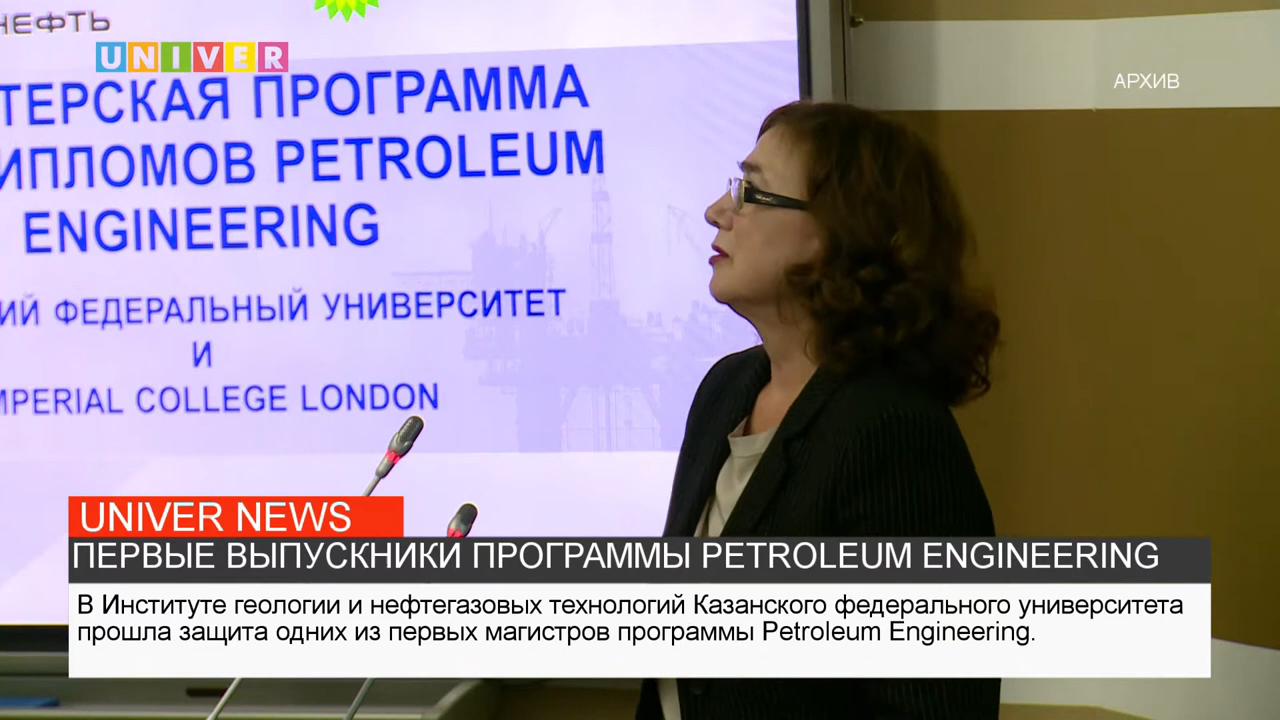 НЕФТЬ
UNIVER
АРХИВ
ТЕРСКАЯ ПРОГРАММА
ИПЛОМОВ PETROLEUM
ENGINEERING
ИЙ ФЕДЕРАЛЬНЫЙ УНИВЕРСИТЕТ
И
MPERIAL COLLEGE LONDON
UNIVER NEWS
ПЕРВЫЕ ВЫПУСКНИКИ ПРОГРАММЫ PETROLEUM ENGINEERING
В Институте геологии и нефтегазовых технологий Казанского федерального университета
прошла защита одних из первых магистров программы Petroleum Engineering.